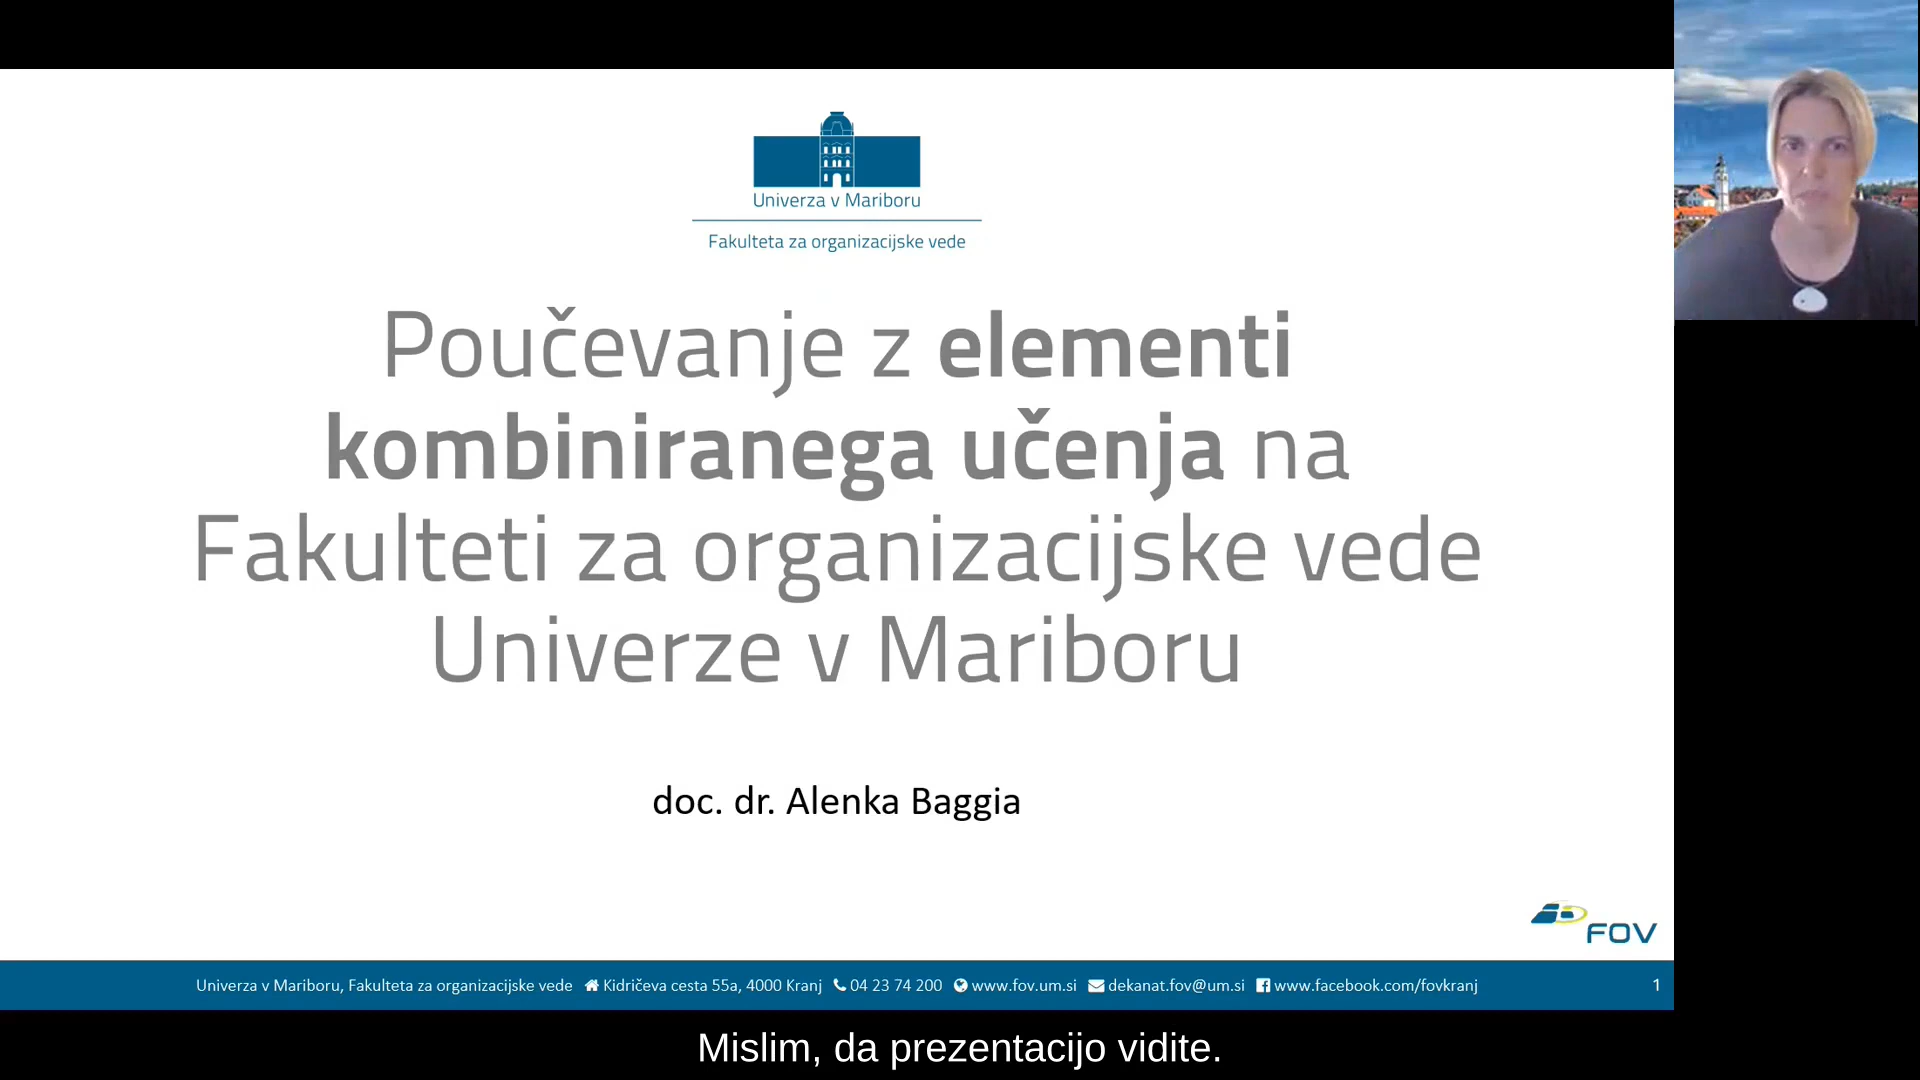 Univerza v Mariboru
Fakulteta za organizacijske vede
Poučevanje z elementi
kombiniranega učenja na
Fakulteti za organizacijske vede
Univerze v Mariboru
doc. dr. Alenka Baggia
FOV
Univerza v Mariboru, Fakulteta za organizacijske vede Kidričeva cesta 55a, 4000 Kranj 04 23 74 200 www.fov.um.si dekanat.fov@um.si www.facebook.com/fovkranj 1
Mislim, da prezentacijo vidite.